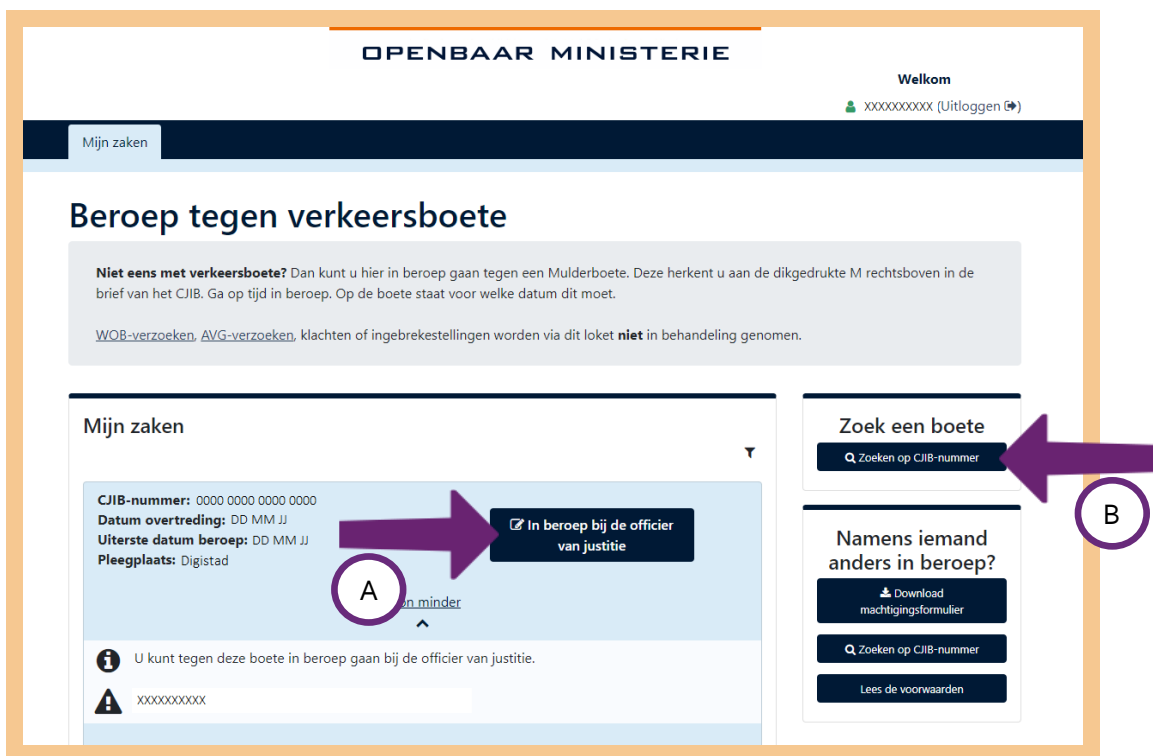 OPENBAAR MINISTERIE
Welkom
XXXXXXXXXX (Uitloggen)
Mijn zaken
Beroep tegen verkeersboete
Niet eens met verkeersboete? Dan kunt u hier in beroep gaan tegen een Mulderboete. Deze herkent u aan de dikgedrukte M rechtsboven in de
brief van het CJIB. Ga op tijd in beroep. Op de boete staat voor welke datum dit moet.
WOB-verzoeken, AVG-verzoeken, klachten of ingebrekestellingen worden via dit loket niet in behandeling genomen.
Mijn zaken
CJIB-nummer: 0000 0000 0000 0000
Datum overtreding: DD MM JJ
Uiterste datum beroep: DD MM JJ
Pleegplaats: Digistad
In beroep bij de officier
van justitie
A
minder
U kunt tegen deze boete in beroep gaan bij de officier van justitie.
XXXXXXXXXX
Zoek een boete
Zoeken op CJIB-nummer
B
Namens iemand
anders in beroep?
Download
machtigingsformulier
Zoeken op CJIB-nummer
Lees de voorwaarden